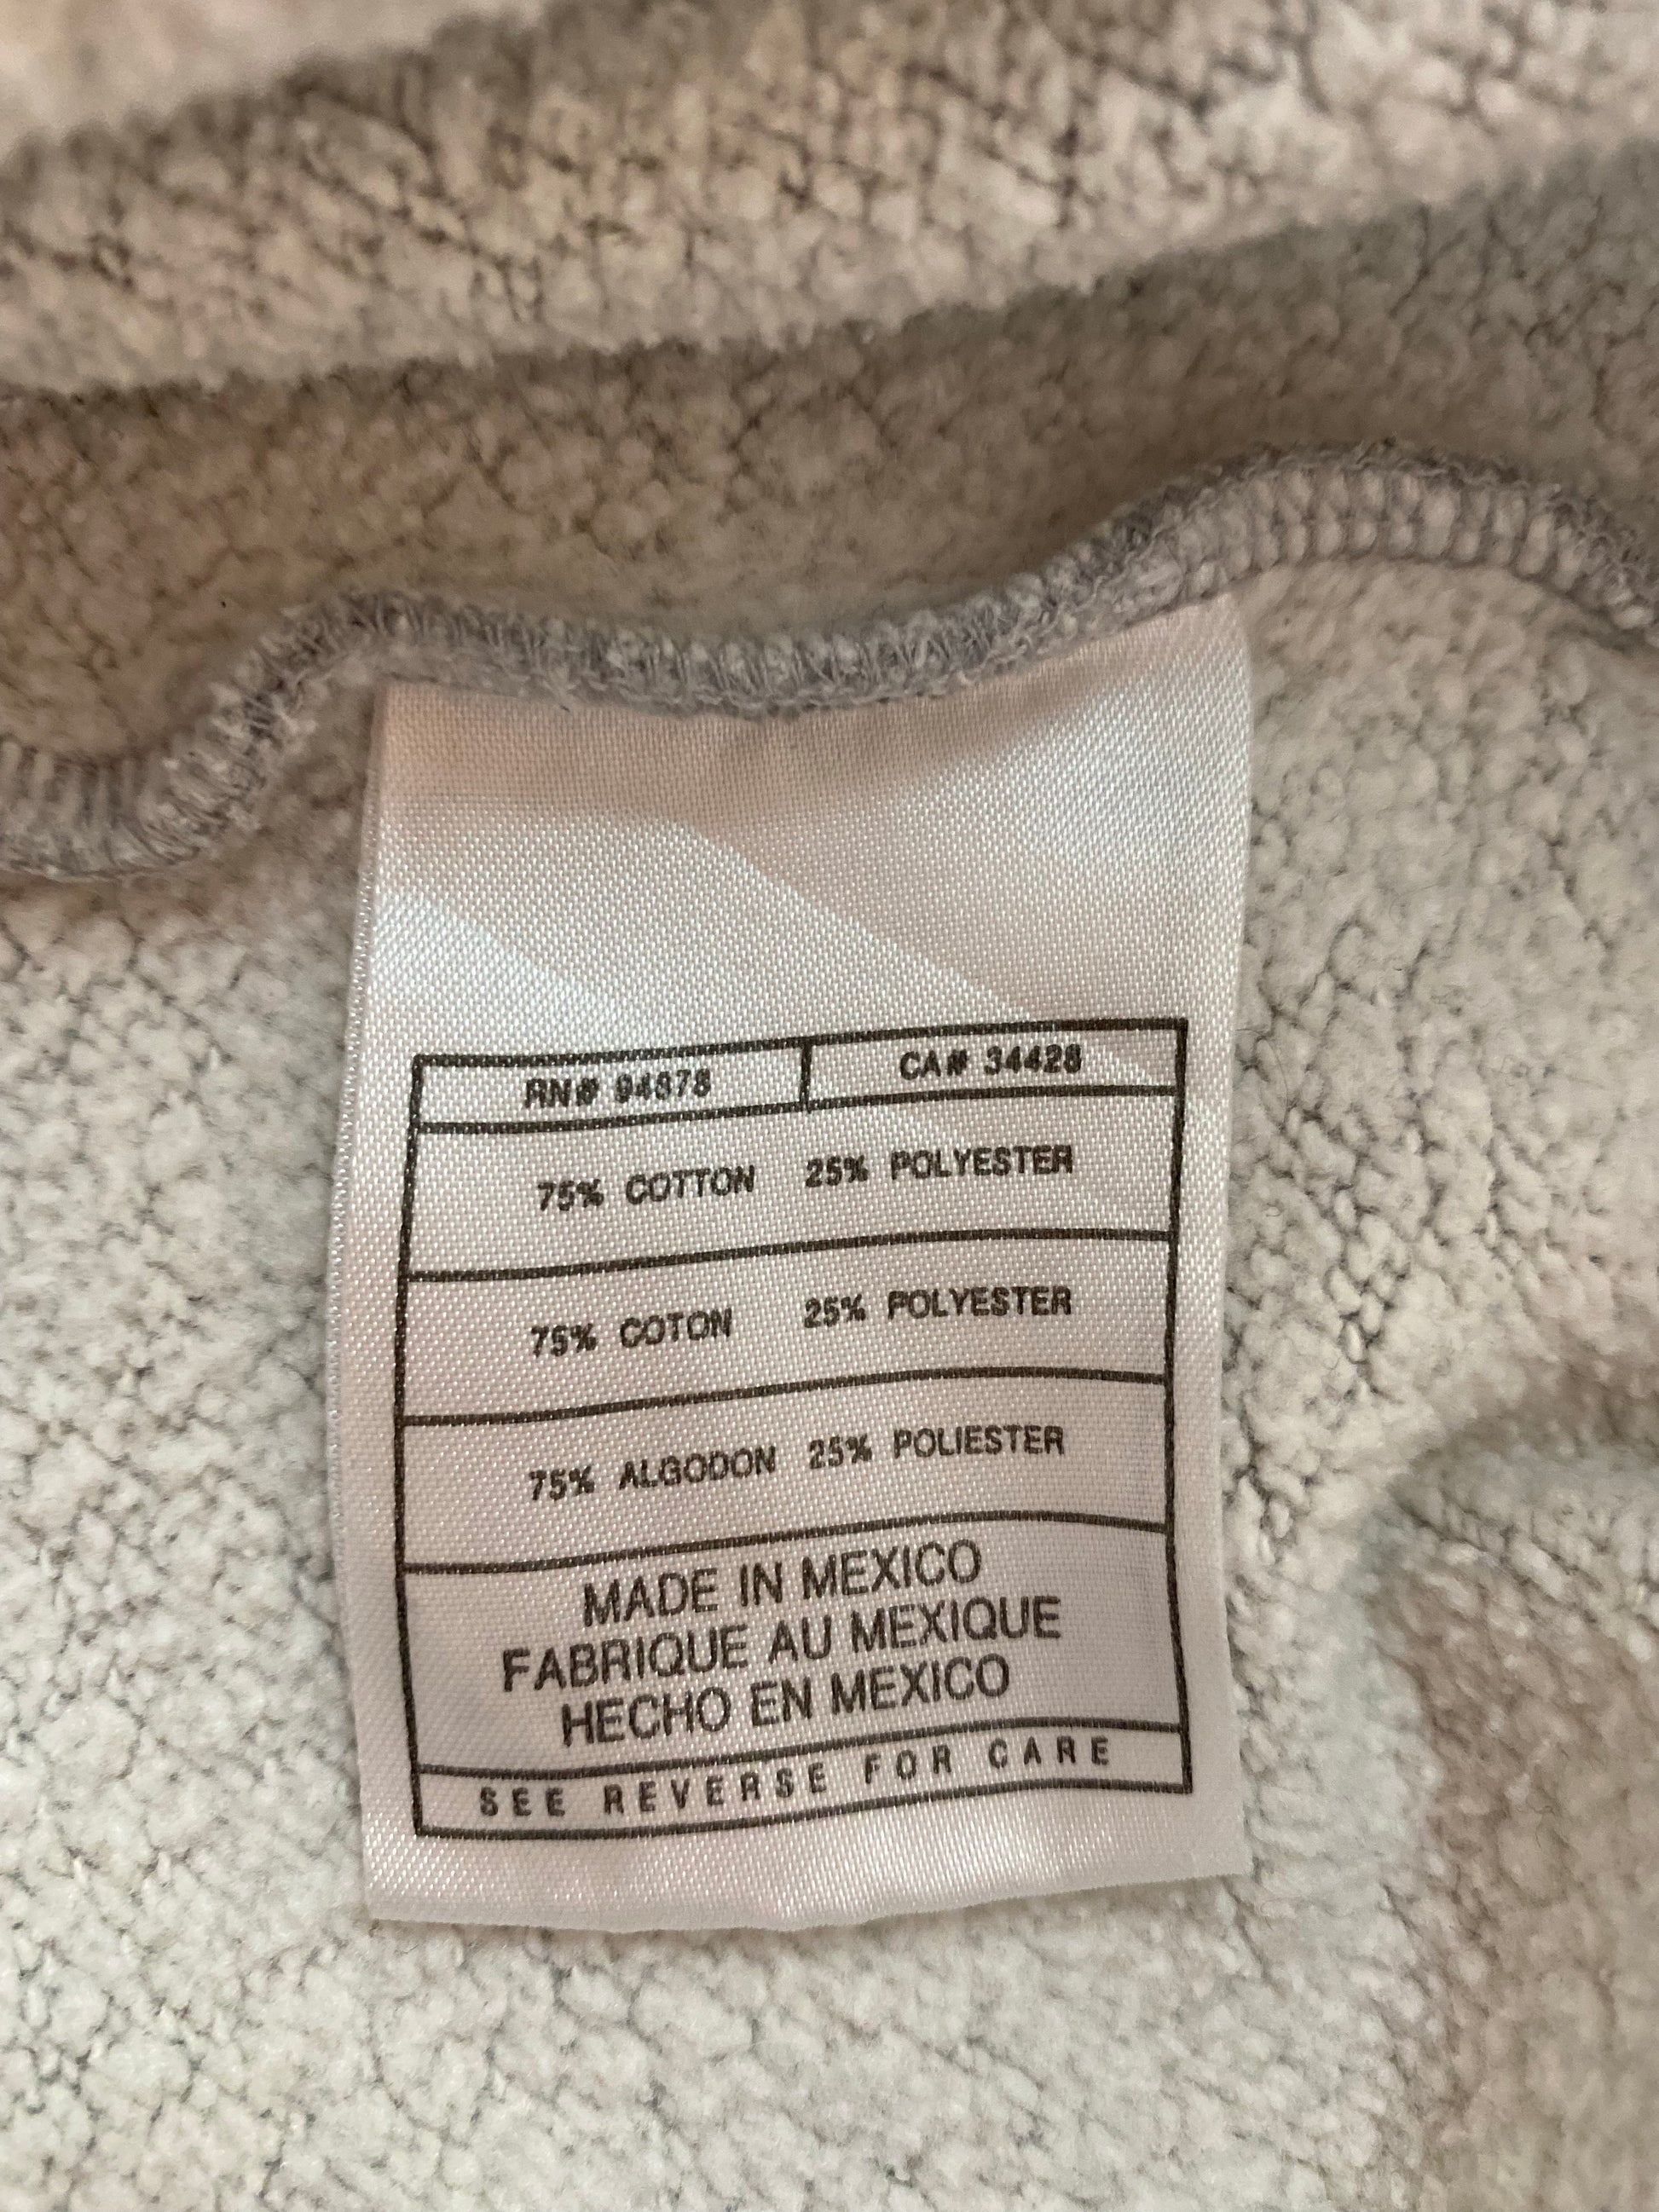 RN# 94878 CA# 34428
75% COTTON 25% POLYESTER
75% COTON 25% POLYESTER
75% ALGODON 25% POLIESTER
MADE IN MEXICO
FABRIQUE AU MEXIQUE
HECHO EN MEXICO
SEE REVERSE FOR CARE